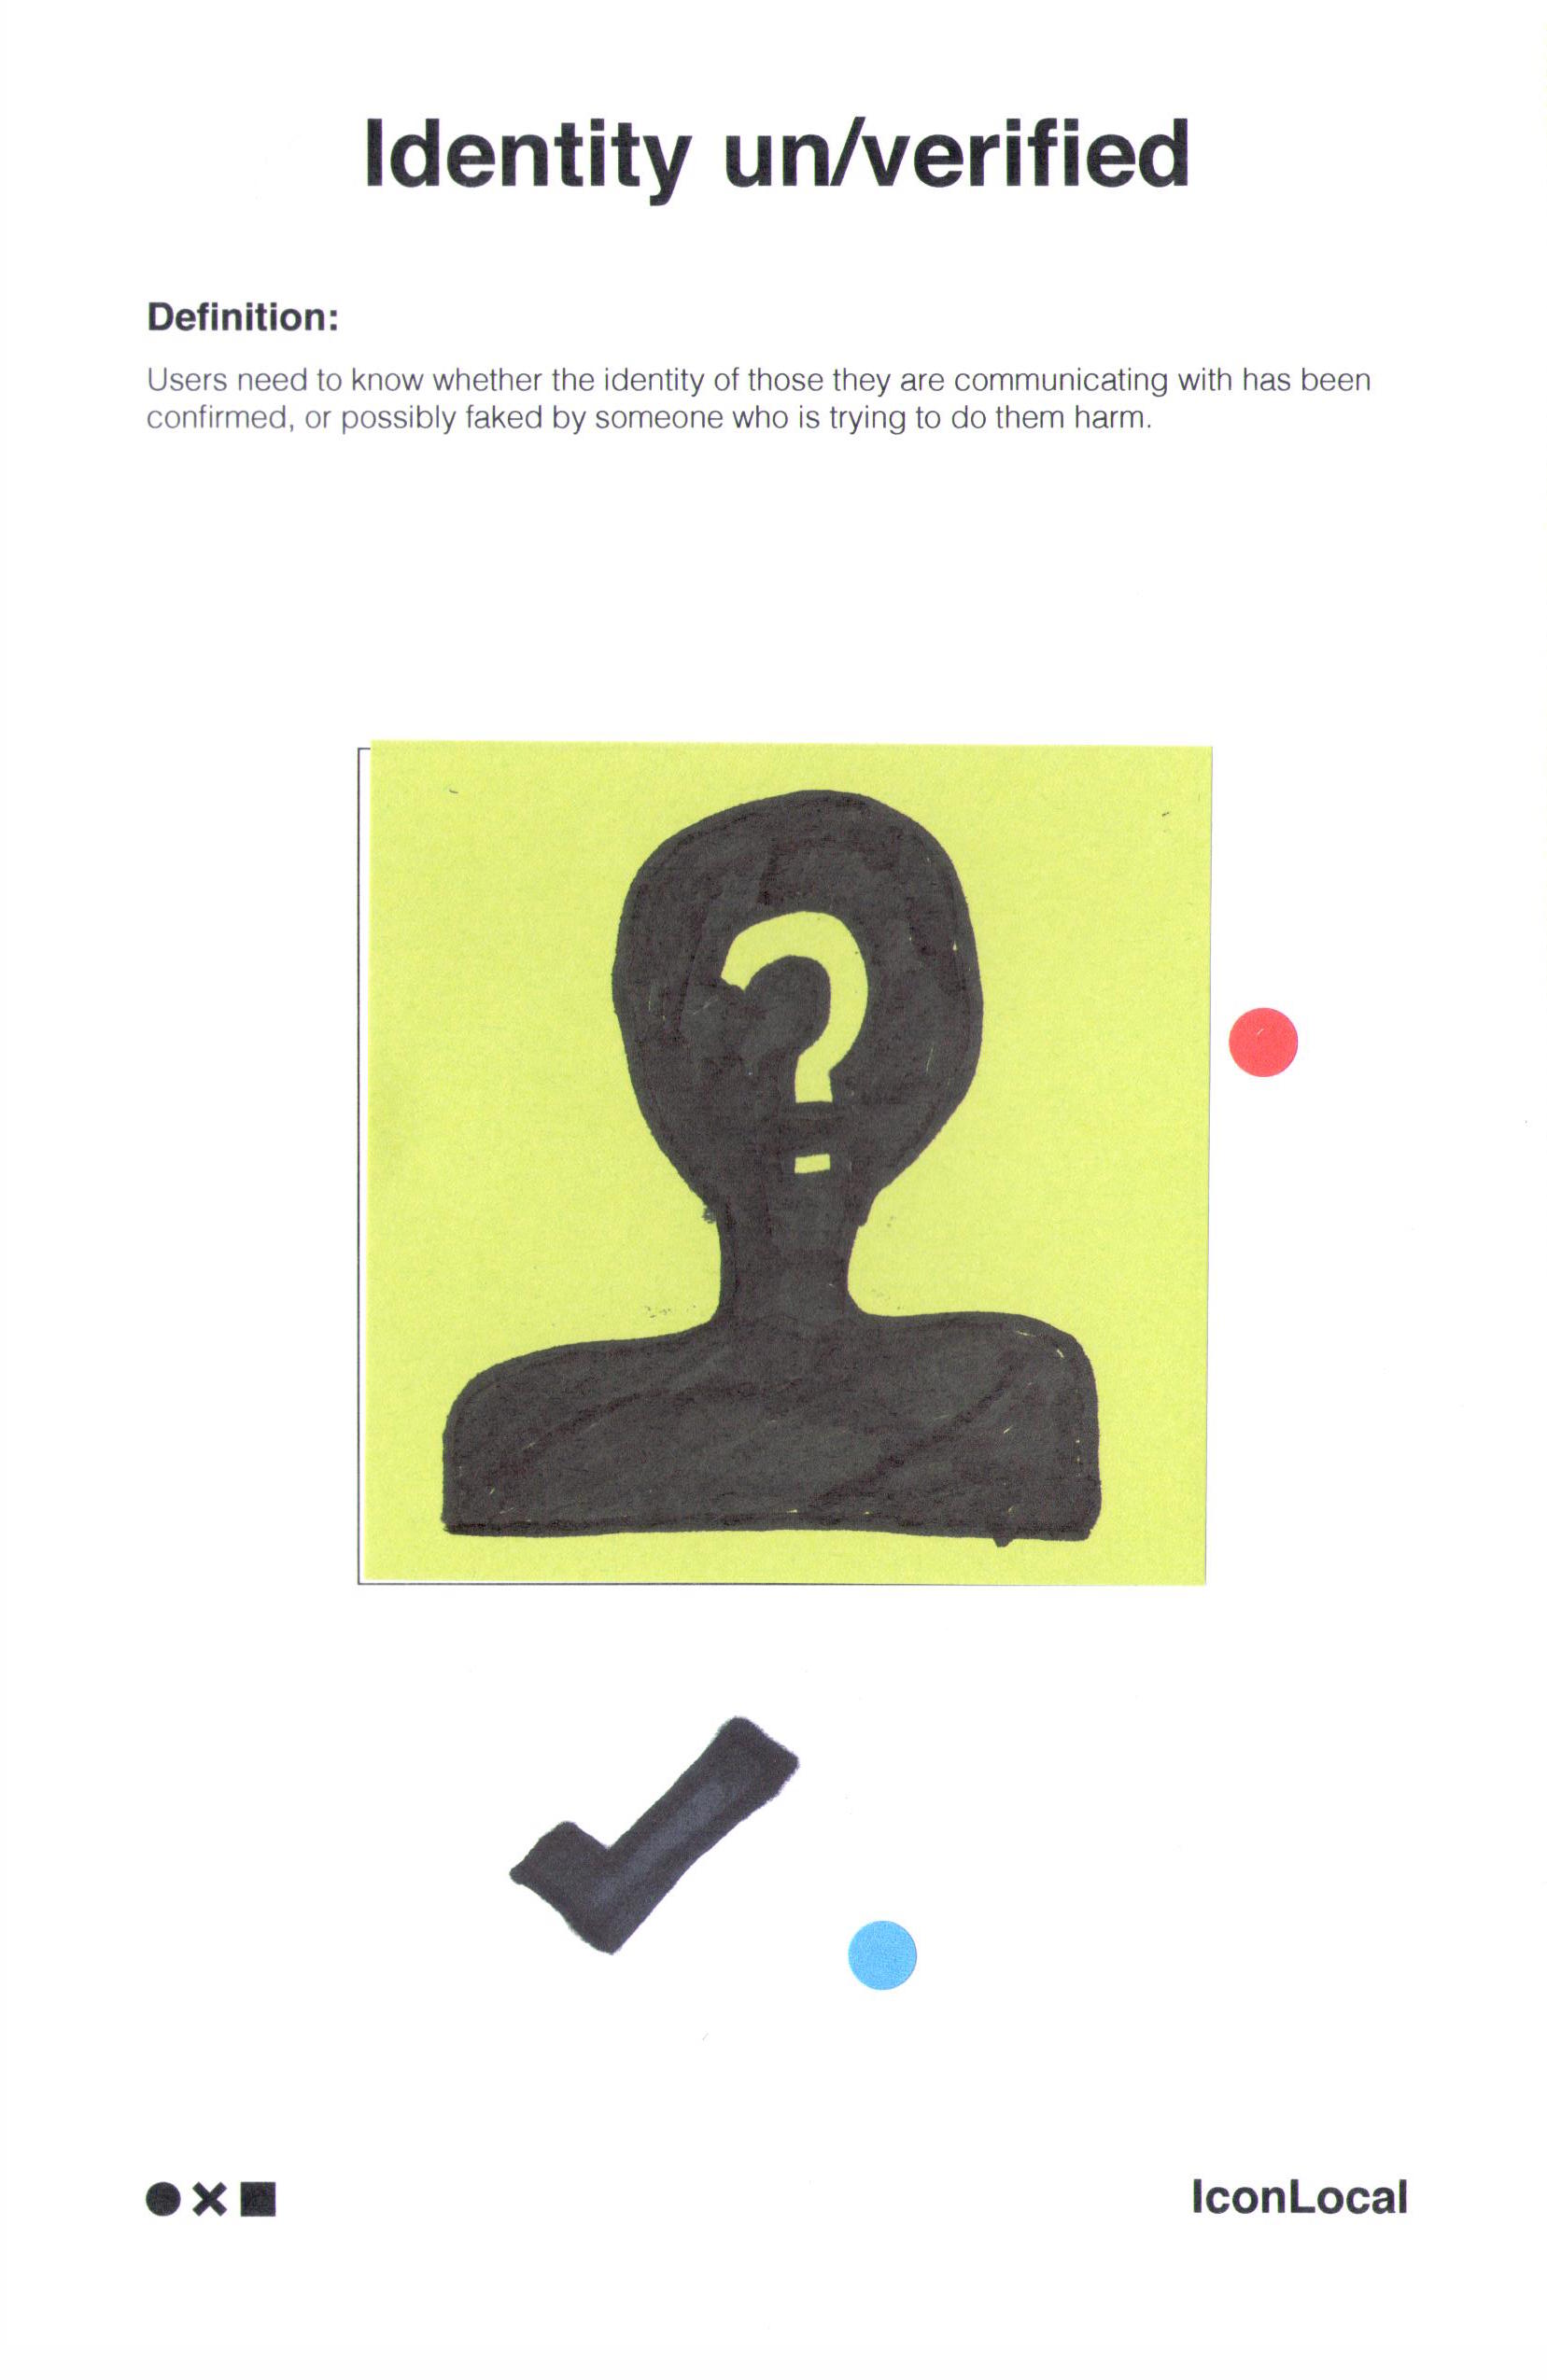 Identity un/verified
Definition:
Users need to know whether the identity of those they are communicating with has been
confirmed, or possibly faked by someone who is trying to do them harm.
?
IconLocal